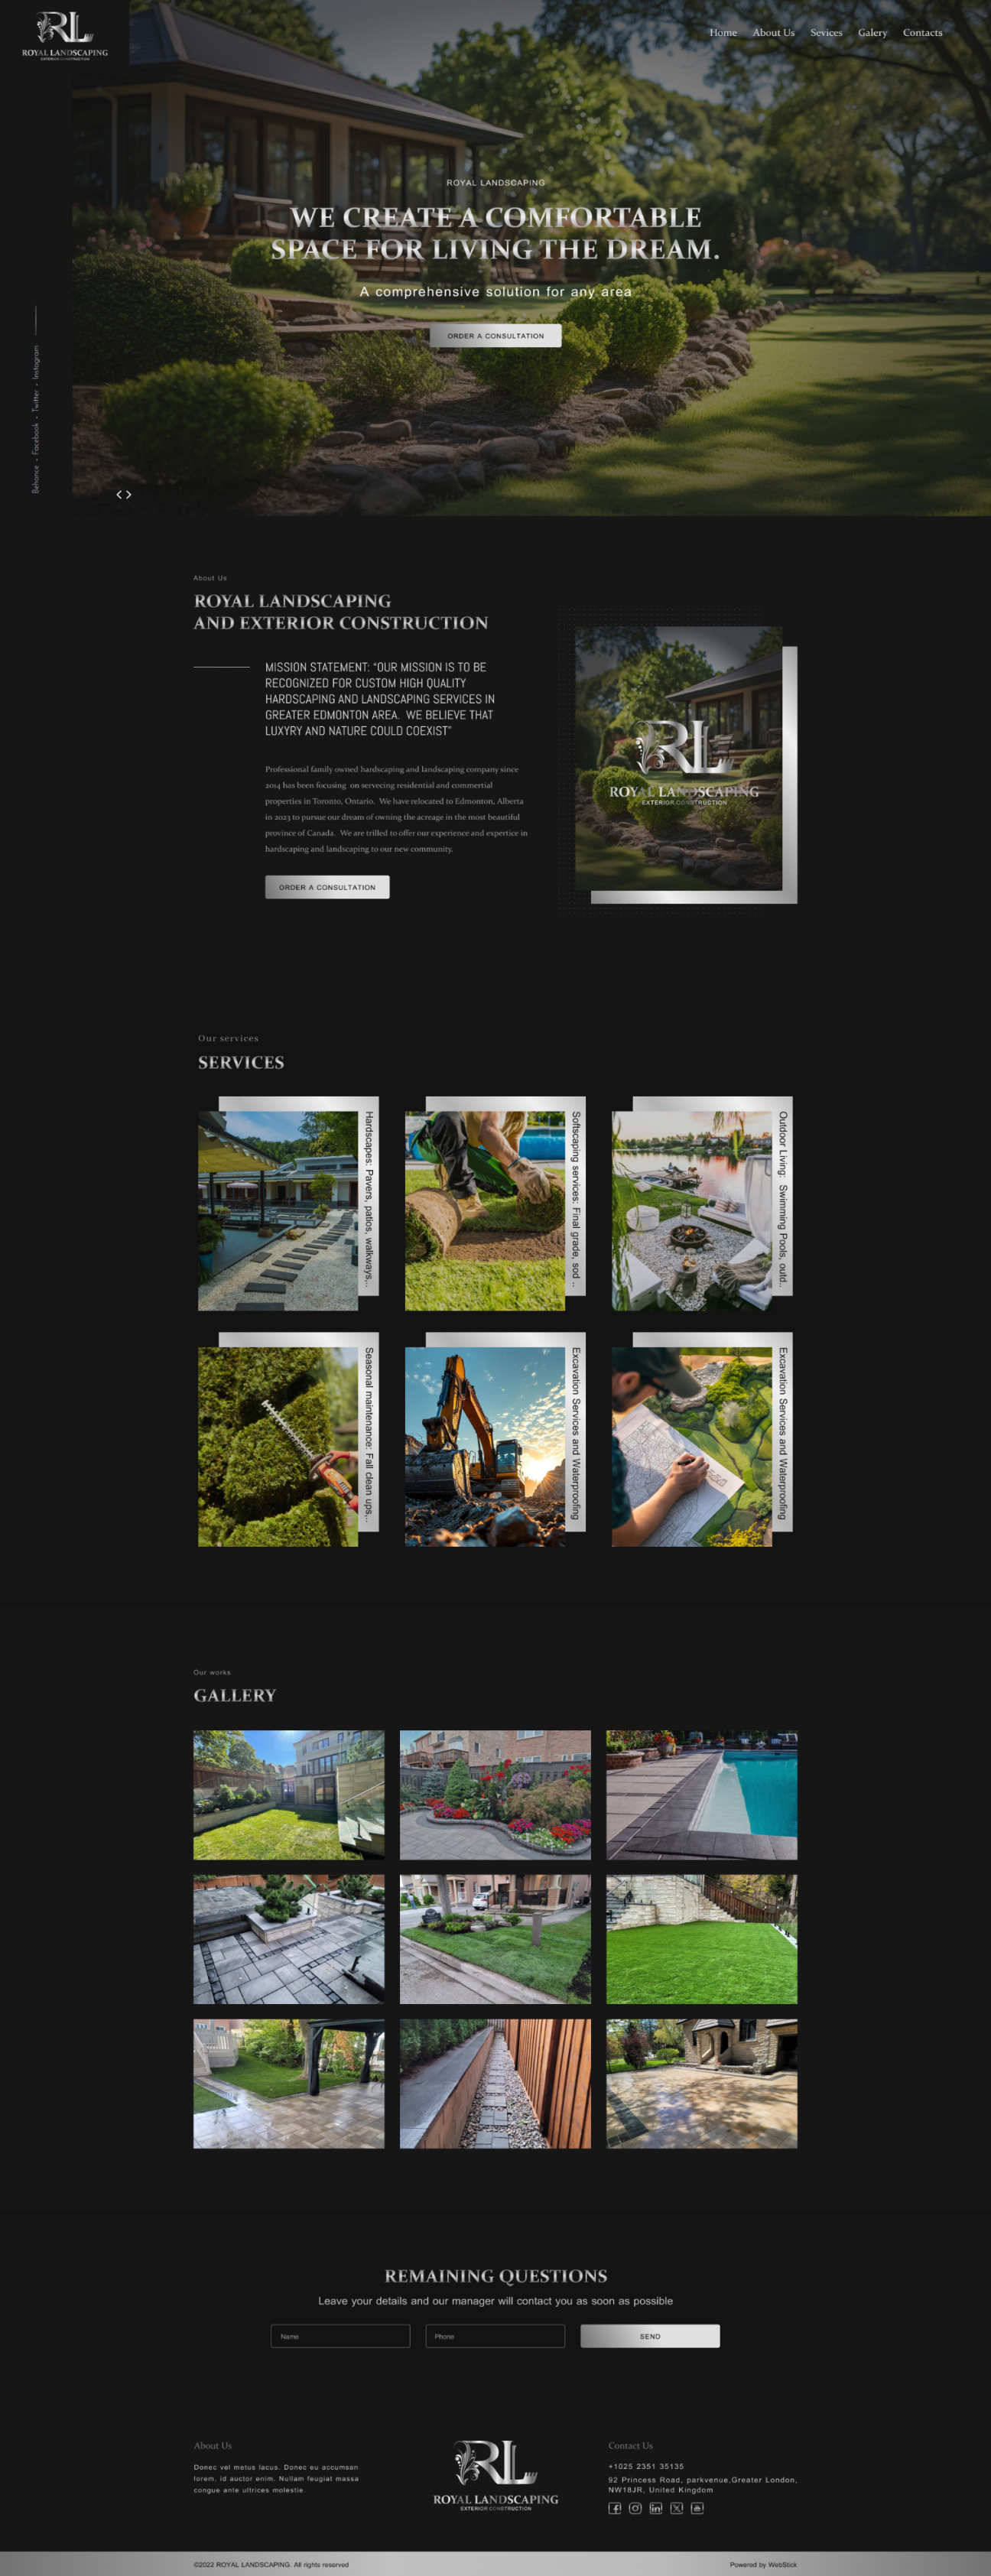 RL
ROYAL LANDSCAPING
EXTERIOR CONSTRUCTION
Home About Us Sevices Galery Contacts
ROYAL LANDSCAPING
WE CREATE A COMFORTABLE
SPACE FOR LIVING THE DREAM.
A comprehensive solution for any area
ORDER A CONSULTATION
Behance • Facebook • Twitter • Instagram
About Us
ROYAL LANDSCAPING
AND EXTERIOR CONSTRUCTION
MISSION STATEMENT: “OUR MISSION IS TO BE
RECOGNIZED FOR CUSTOM HIGH QUALITY
HARDSCAPING AND LANDSCAPING SERVICES IN
GREATER EDMONTON AREA. WE BELIEVE THAT
LUXYRY AND NATURE COULD COEXIST”
Professional family owned hardscaping and landscaping company since
2014 has been focusing on servecing residential and commertial
properties in Toronto, Ontario. We have relocated to Edmonton, Alberta
in 2023 to pursue our dream of owning the acreage in the most beautiful
province of Canada. We are trilled to offer our experience and expertice in
hardscaping and landscaping to our new community.
ORDER A CONSULTATION
RL
ROYAL LANDSCAPING
EXTERIOR CONSTRUCTION
Our services
SERVICES
Hardscapes: Pavers, patios, walkways,..
Softscaping services: Final grade, sod ..
Outdoor Living: Swimming Pools, outd..
Seasonal maintenance: Fall clean ups,..
Excavation Services and Waterproofing
Excavation Services and Waterproofing
Our works
GALLERY
REMAINING QUESTIONS
Leave your details and our manager will contact you as soon as possible
Name
Phone
SEND
About Us
Donec vel metus lacus. Donec eu accumsan
lorem, id auctor enim. Nullam feugiat massa
congue ante ultrices molestie.
RL
ROYAL LANDSCAPING
EXTERIOR CONSTRUCTION
Contact Us
+1025 2351 35135
92 Princess Road, parkvenue,Greater London,
NW18JR, United Kingdom
©2022 ROYAL LANDSCAPING. All rights reserved
Powered by WebStick